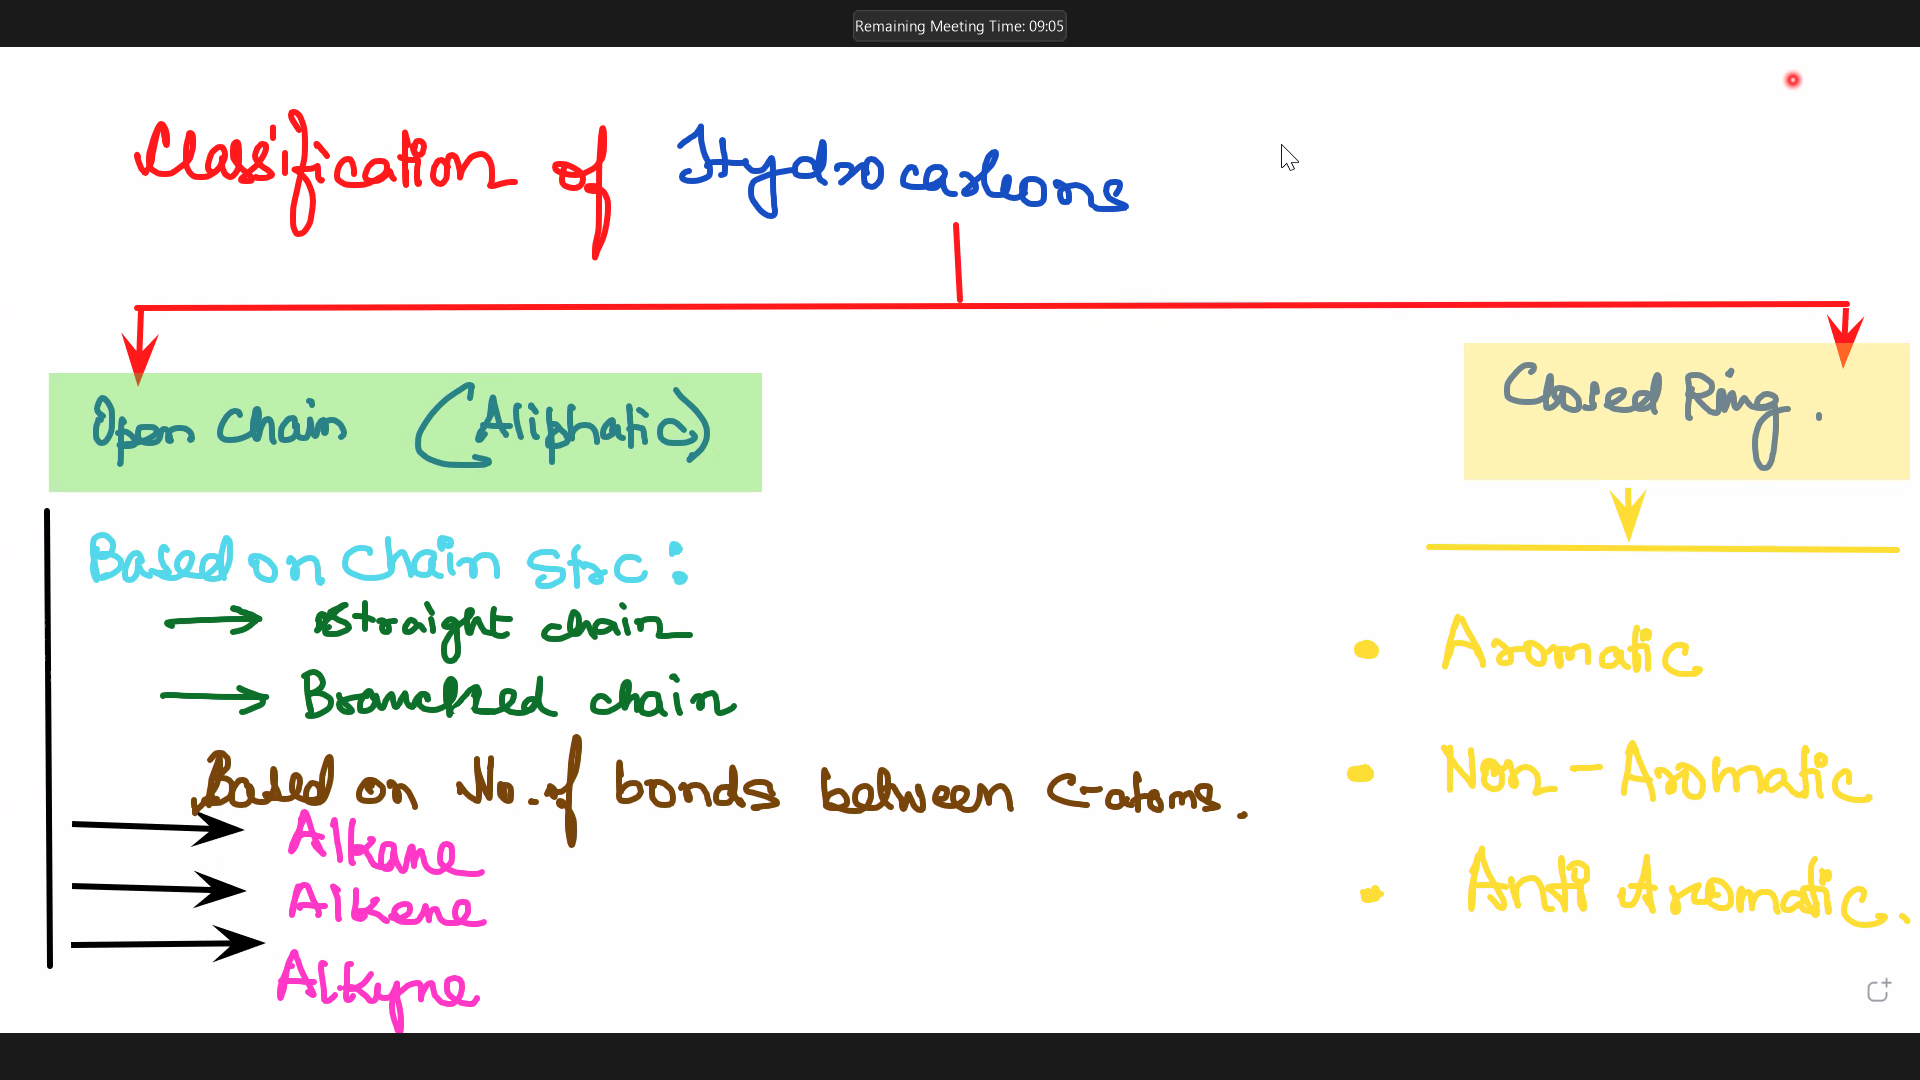 Remaining Meeting Time: 09:05
Classification of Hydrocarbons
Open chain (Aliphatic)
Based on chain strc:
→ straight chain
→ Branched chain
Based on No. of bonds between C-atoms.
Alkane
Alkene
Alkyne
Closed Ring.
• Aromatic
• Non-Aromatic
• Anti Aromatic.